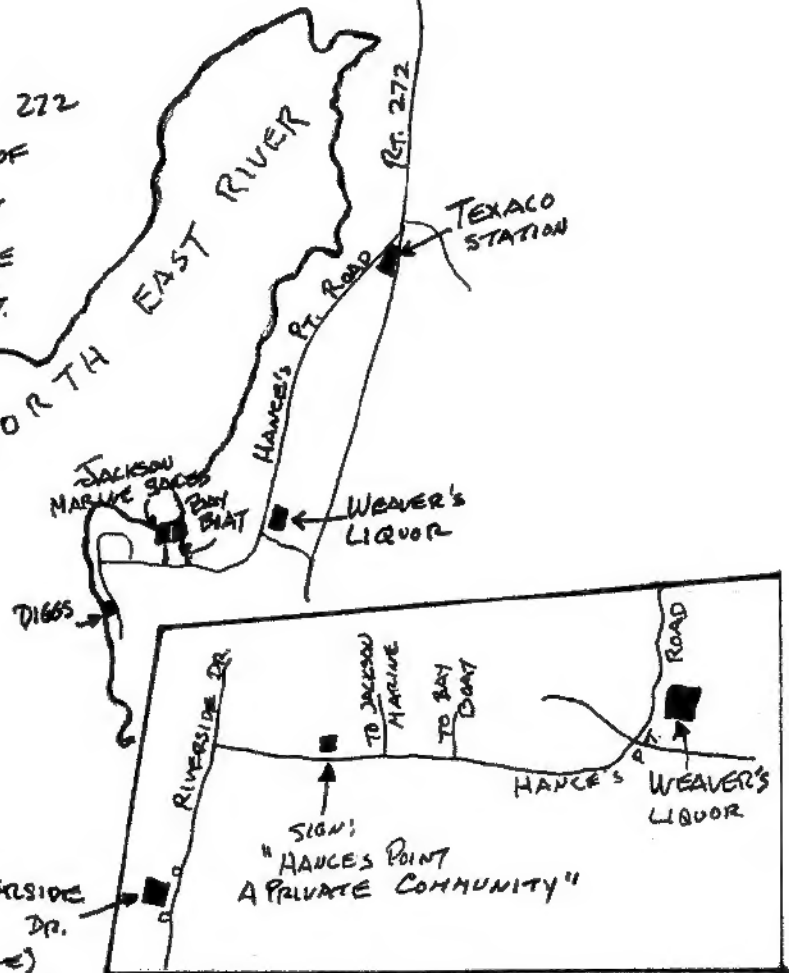 272
OF
E
T.
RT. 272
NORTH EAST RIVER
TEXACO
STATION
HANCE'S PT. ROAD
JACKSON
MARINE SALES
BAY
BOAT
WEAVER'S
LIQUOR
DIGGS
RIVERSIDE DR.
TO JACKSON
MARINE
TO BAY
BOAT
ROAD
HANCE'S PT.
WEAVER'S
LIQUOR
SIGN:
"HANCES POINT
A PRIVATE COMMUNITY"
ERSIDE
DR.
E)